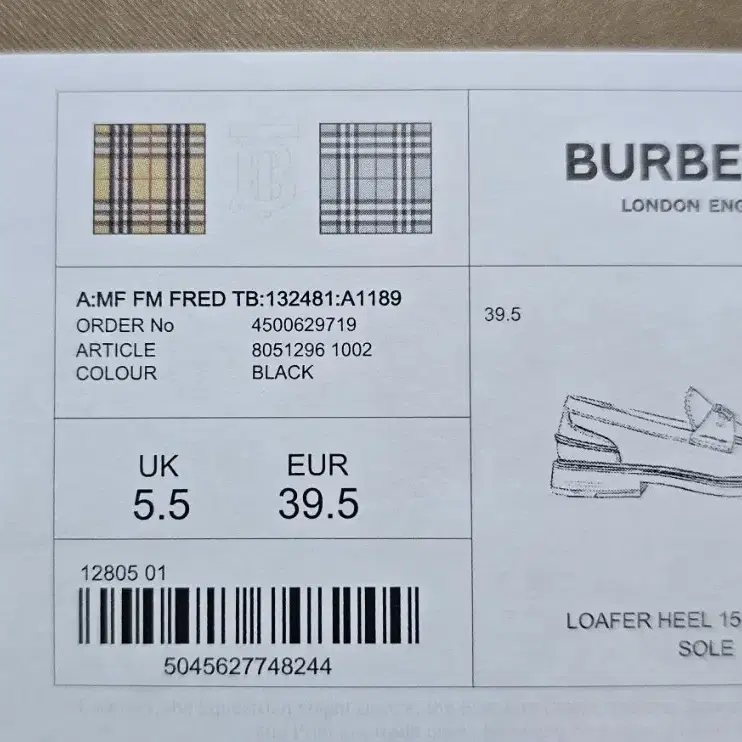 BURBE
LONDON ENG
A:MF FM FRED TB:132481:A1189
ORDER No 4500629719
ARTICLE 8051296 1002
COLOUR BLACK
39.5
UK EUR
5.5 39.5
12805 01
5045627748244
LOAFER HEEL 15
SOLE